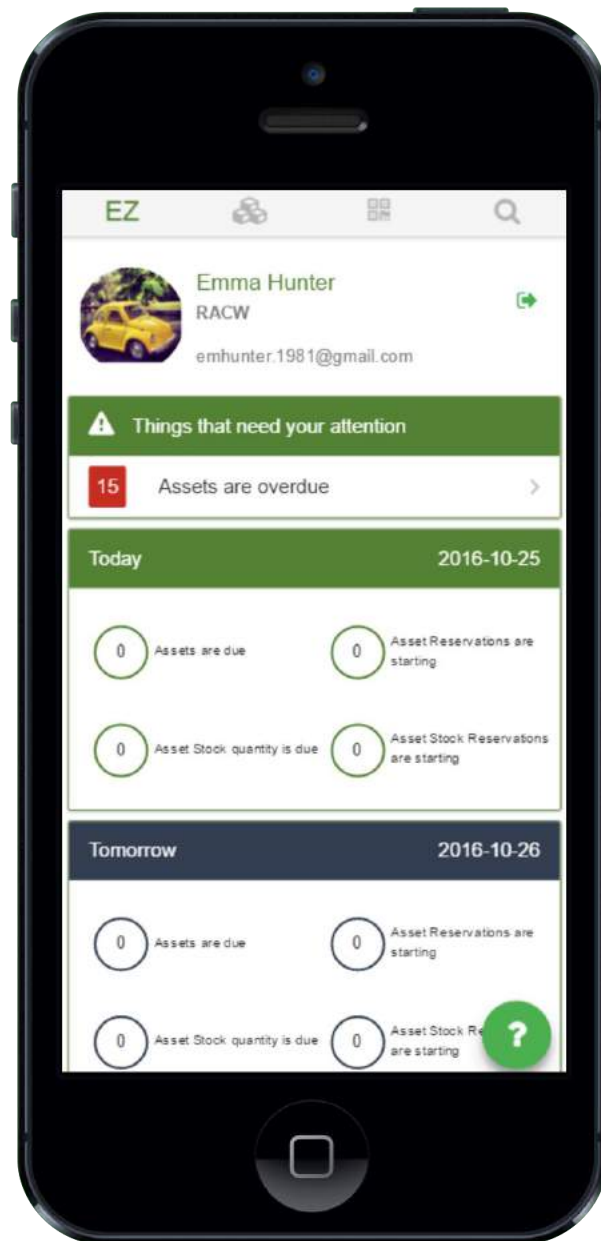 EZ
Emma Hunter
RACW
emhunter.1981@gmail.com
Things that need your attention
15 Assets are overdue
Today 2016-10-25
0 Assets are due 0 Asset Reservations are
starting
0 Asset Stock quantity is due 0 Asset Stock Reservations
are starting
Tomorrow 2016-10-26
0 Assets are due 0 Asset Reservations are
starting
0 Asset Stock quantity is due 0 Asset Stock Re
are starting
?